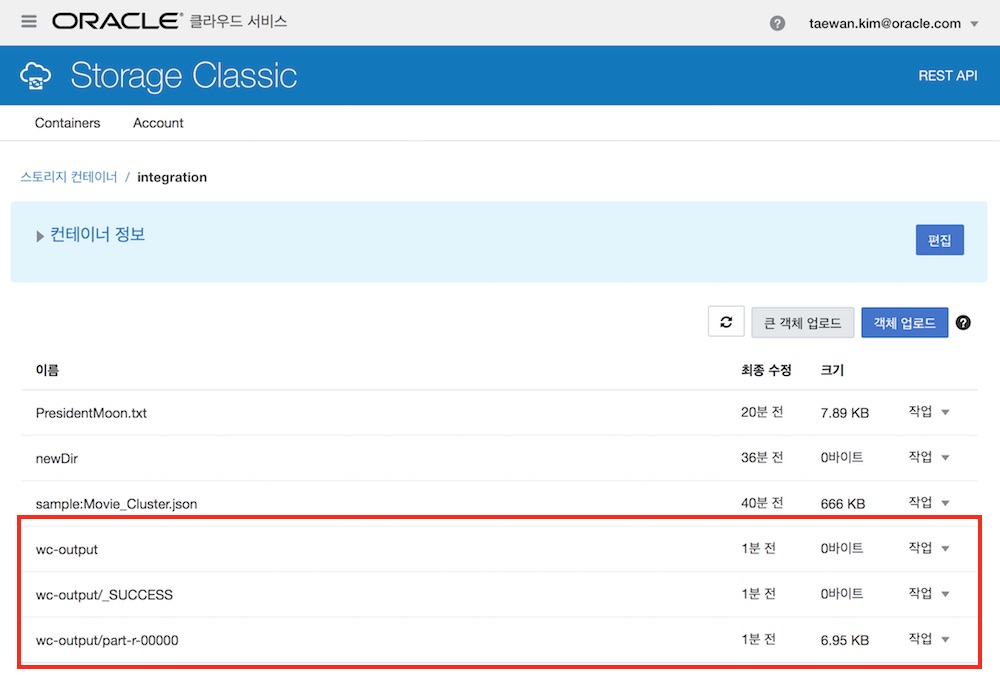 ORACLE® 클라우드 서비스 ? taewan.kim@oracle.com
Storage Classic REST API
Containers Account
스토리지 컨테이너 / integration
컨테이너 정보 편집
큰 객체 업로드 객체 업로드 ?
이름 최종 수정 크기
PresidentMoon.txt 20분 전 7.89 KB 작업
newDir 36분 전 0바이트 작업
sample:Movie_Cluster.json 40분 전 666 KB 작업
wc-output 1분 전 0바이트 작업
wc-output/_SUCCESS 1분 전 0바이트 작업
wc-output/part-r-00000 1분 전 6.95 KB 작업